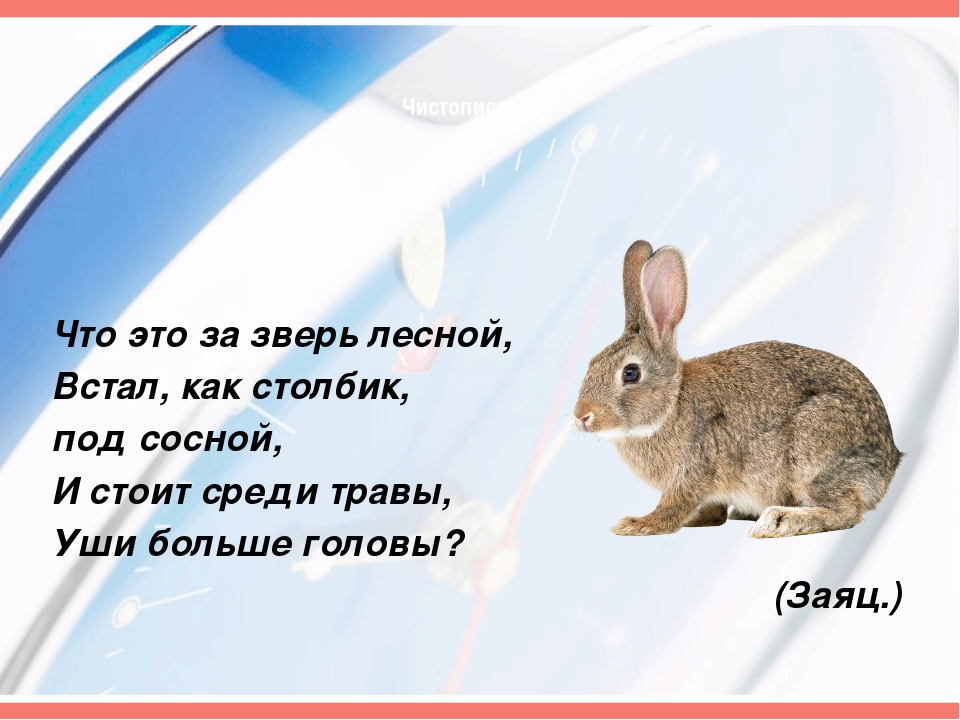 Что это за зверь лесной,
Встал, как столбик,
под сосной,
И стоит среди травы,
Уши больше головы?
(Заяц.)